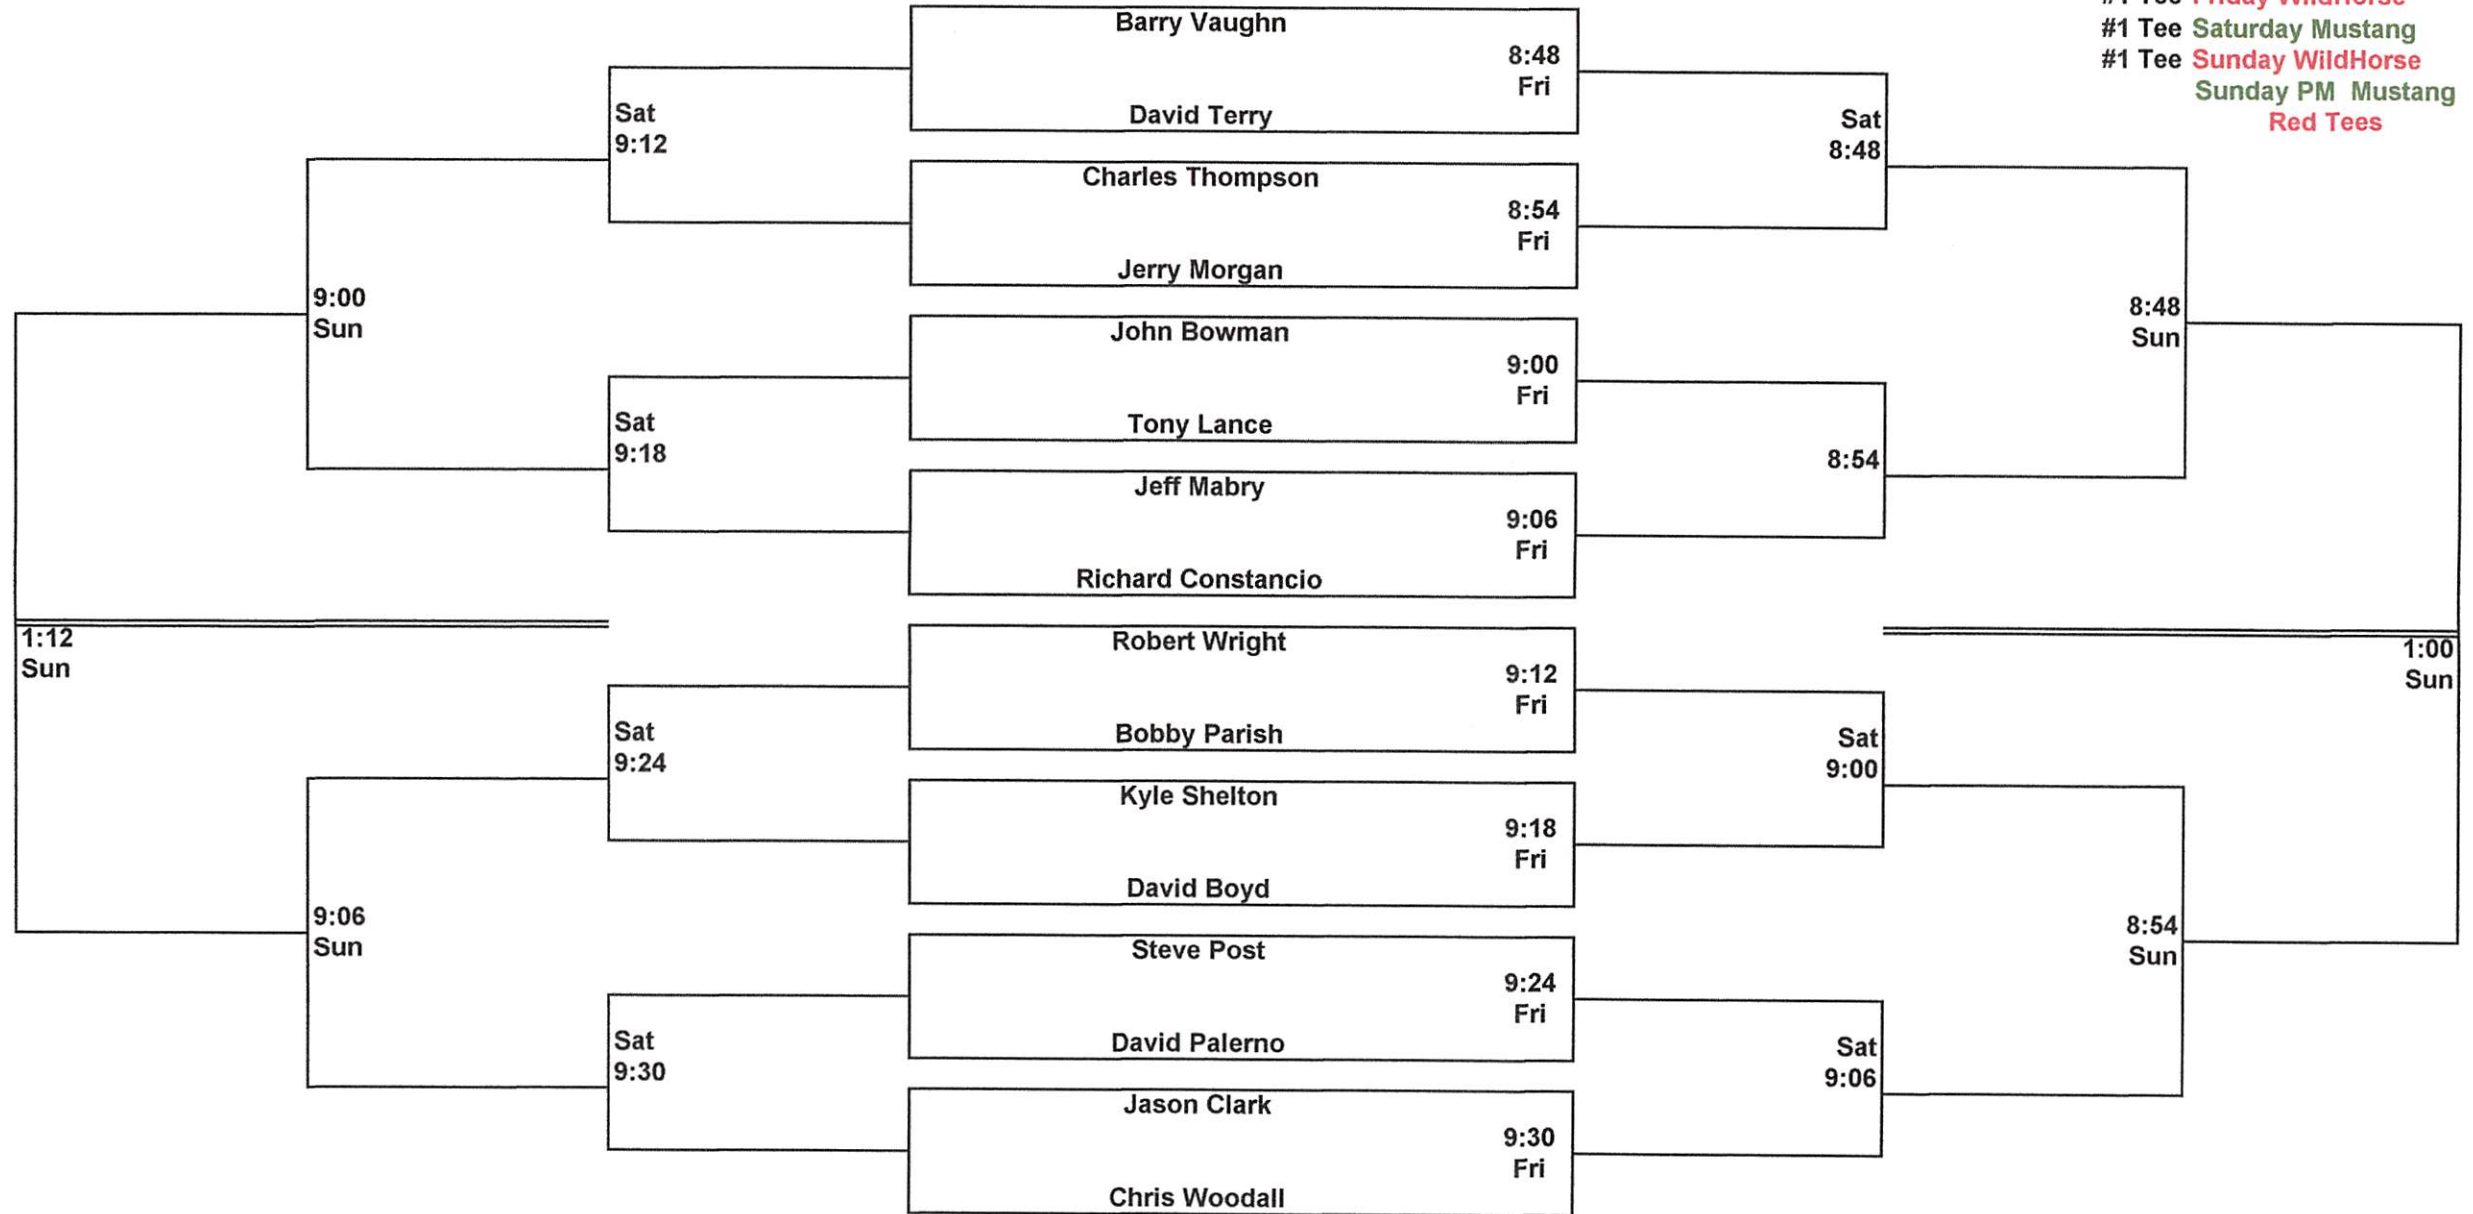 #1 Tee Friday WildHorse
#1 Tee Saturday Mustang
#1 Tee Sunday WildHorse
Sunday PM Mustang
Red Tees
Barry Vaughn
8:48
Fri
David Terry
Sat
9:12
Sat
8:48
Charles Thompson
8:54
Fri
Jerry Morgan
9:00
Sun
8:48
Sun
John Bowman
9:00
Fri
Tony Lance
Sat
9:18
8:54
Jeff Mabry
9:06
Fri
Richard Constancio
1:12
Sun
1:00
Sun
Robert Wright
9:12
Fri
Bobby Parish
Sat
9:24
Sat
9:00
Kyle Shelton
9:18
Fri
David Boyd
9:06
Sun
8:54
Sun
Steve Post
9:24
Fri
David Palerno
Sat
9:30
Sat
9:06
Jason Clark
9:30
Fri
Chris Woodall